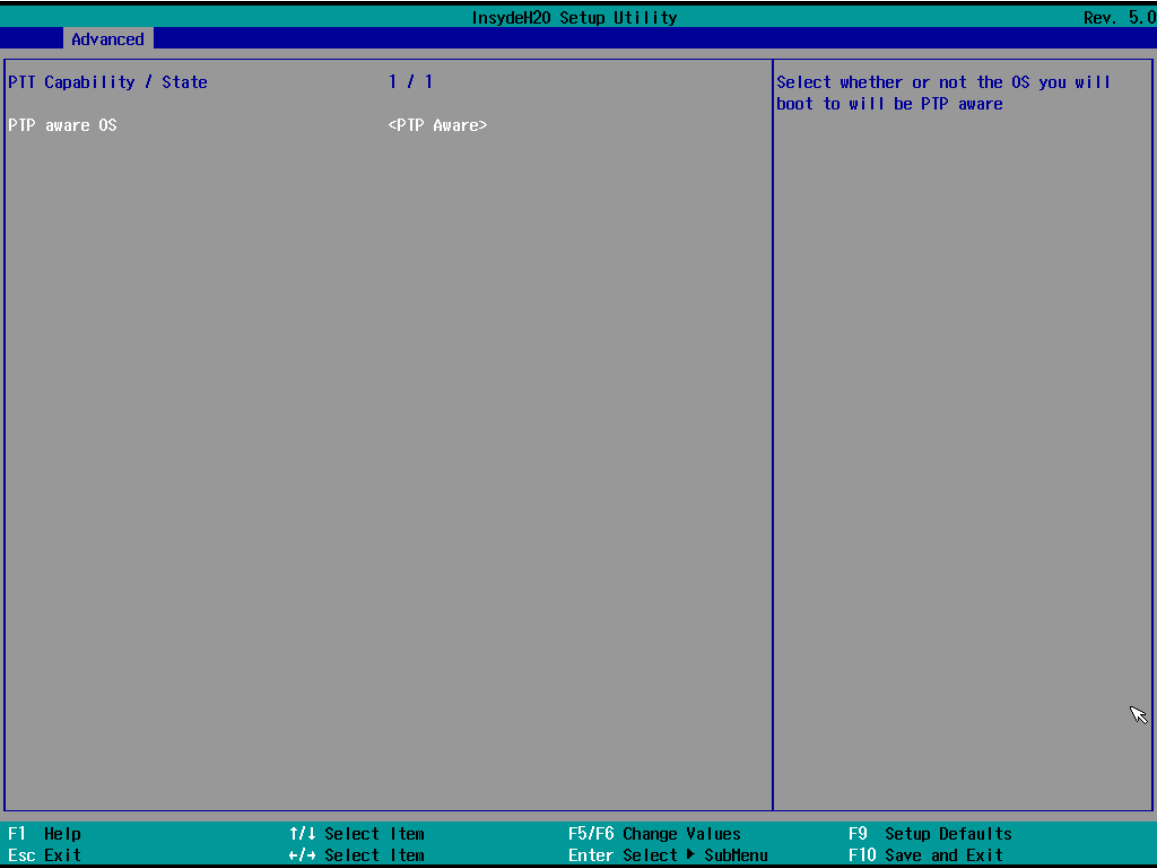 InsydeH20 Setup Utility Rev. 5.0
Advanced
PTT Capability / State 1 / 1
PTP aware OS <PTP Aware>
Select whether or not the OS you will
boot to will be PTP aware
F1 Help ↑/↓ Select Item F5/F6 Change Values F9 Setup Defaults
Esc Exit ←/→ Select Item Enter Select ▶ SubMenu F10 Save and Exit